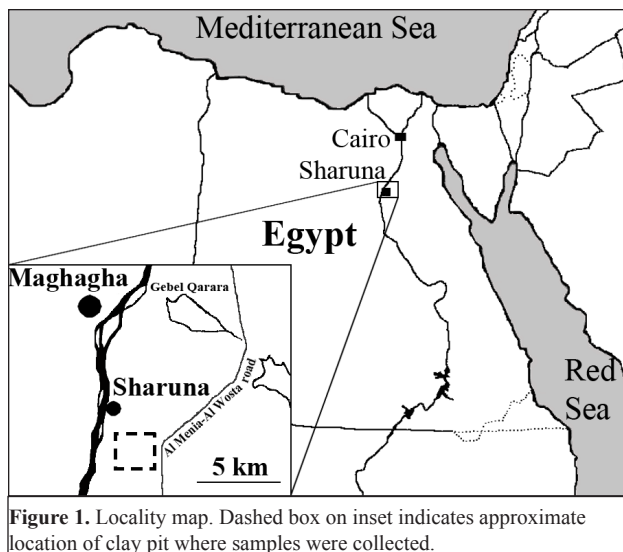 Mediterranean Sea
Cairo
Sharuna
Egypt
Maghagha
Gebel Qarara
Sharuna
Al Menia-Al Wosta road
5 km
Red
Sea
Figure 1. Locality map. Dashed box on inset indicates approximate
location of clay pit where samples were collected.